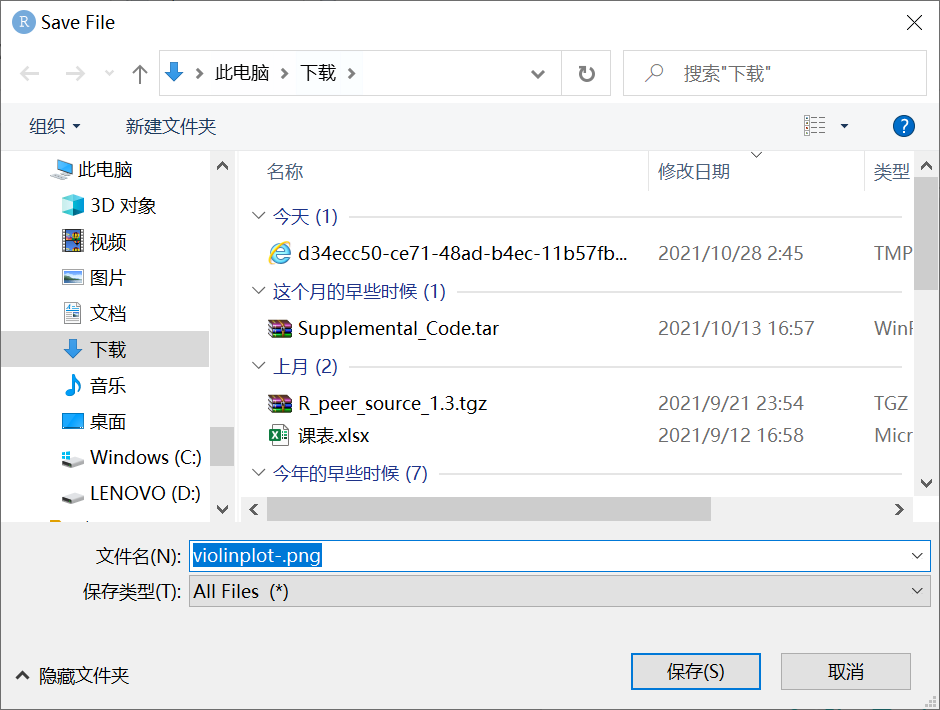 R Save File
此电脑 下载 搜索"下载"
组织 新建文件夹 ?
此电脑
3D 对象
视频
图片
文档
下载
音乐
桌面
Windows (C:)
LENOVO (D:)
名称 修改日期 类型
今天 (1)
d34ecc50-ce71-48ad-b4ec-11b57fb... 2021/10/28 2:45 TMP
这个月的早些时候 (1)
Supplemental_Code.tar 2021/10/13 16:57 WinR
上月 (2)
R_peer_source_1.3.tgz 2021/9/21 23:54 TGZ
课表.xlsx 2021/9/12 16:58 Micr
今年的早些时候 (7)
文件名(N): violinplot-.png
保存类型(T): All Files (*)
隐藏文件夹 保存(S) 取消